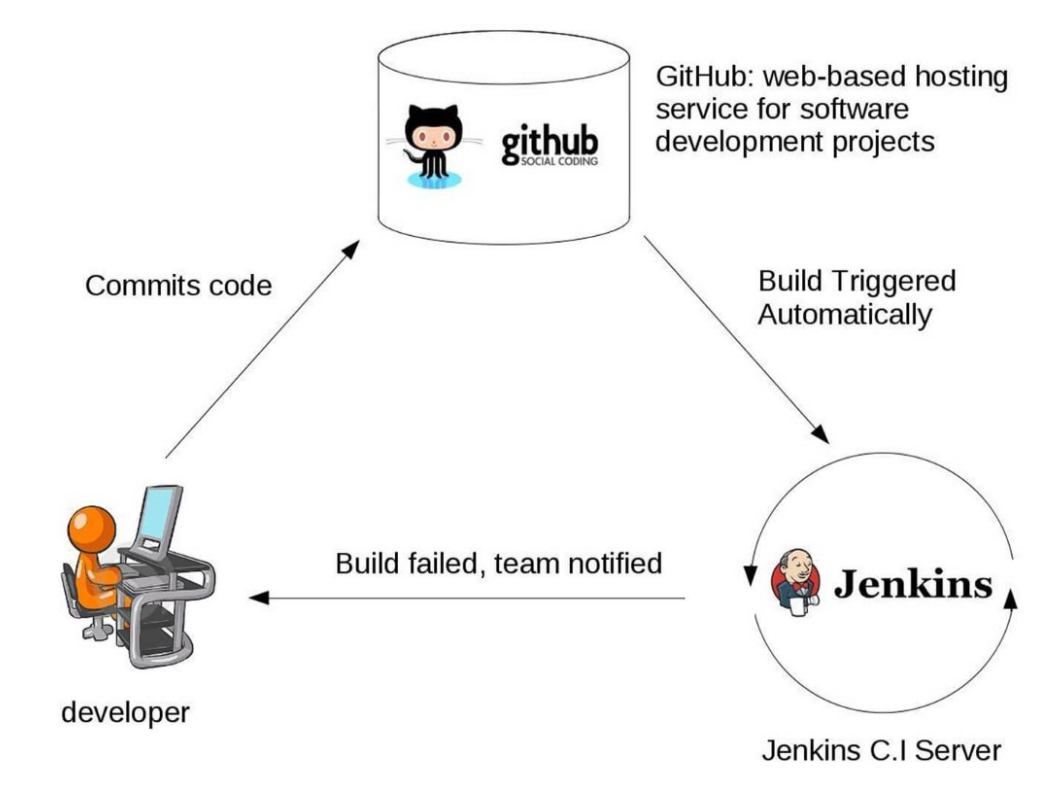 GitHub: web-based hosting
service for software
development projects
github
SOCIAL CODING
Commits code
Build Triggered
Automatically
Build failed, team notified
Jenkins
developer
Jenkins C.I Server